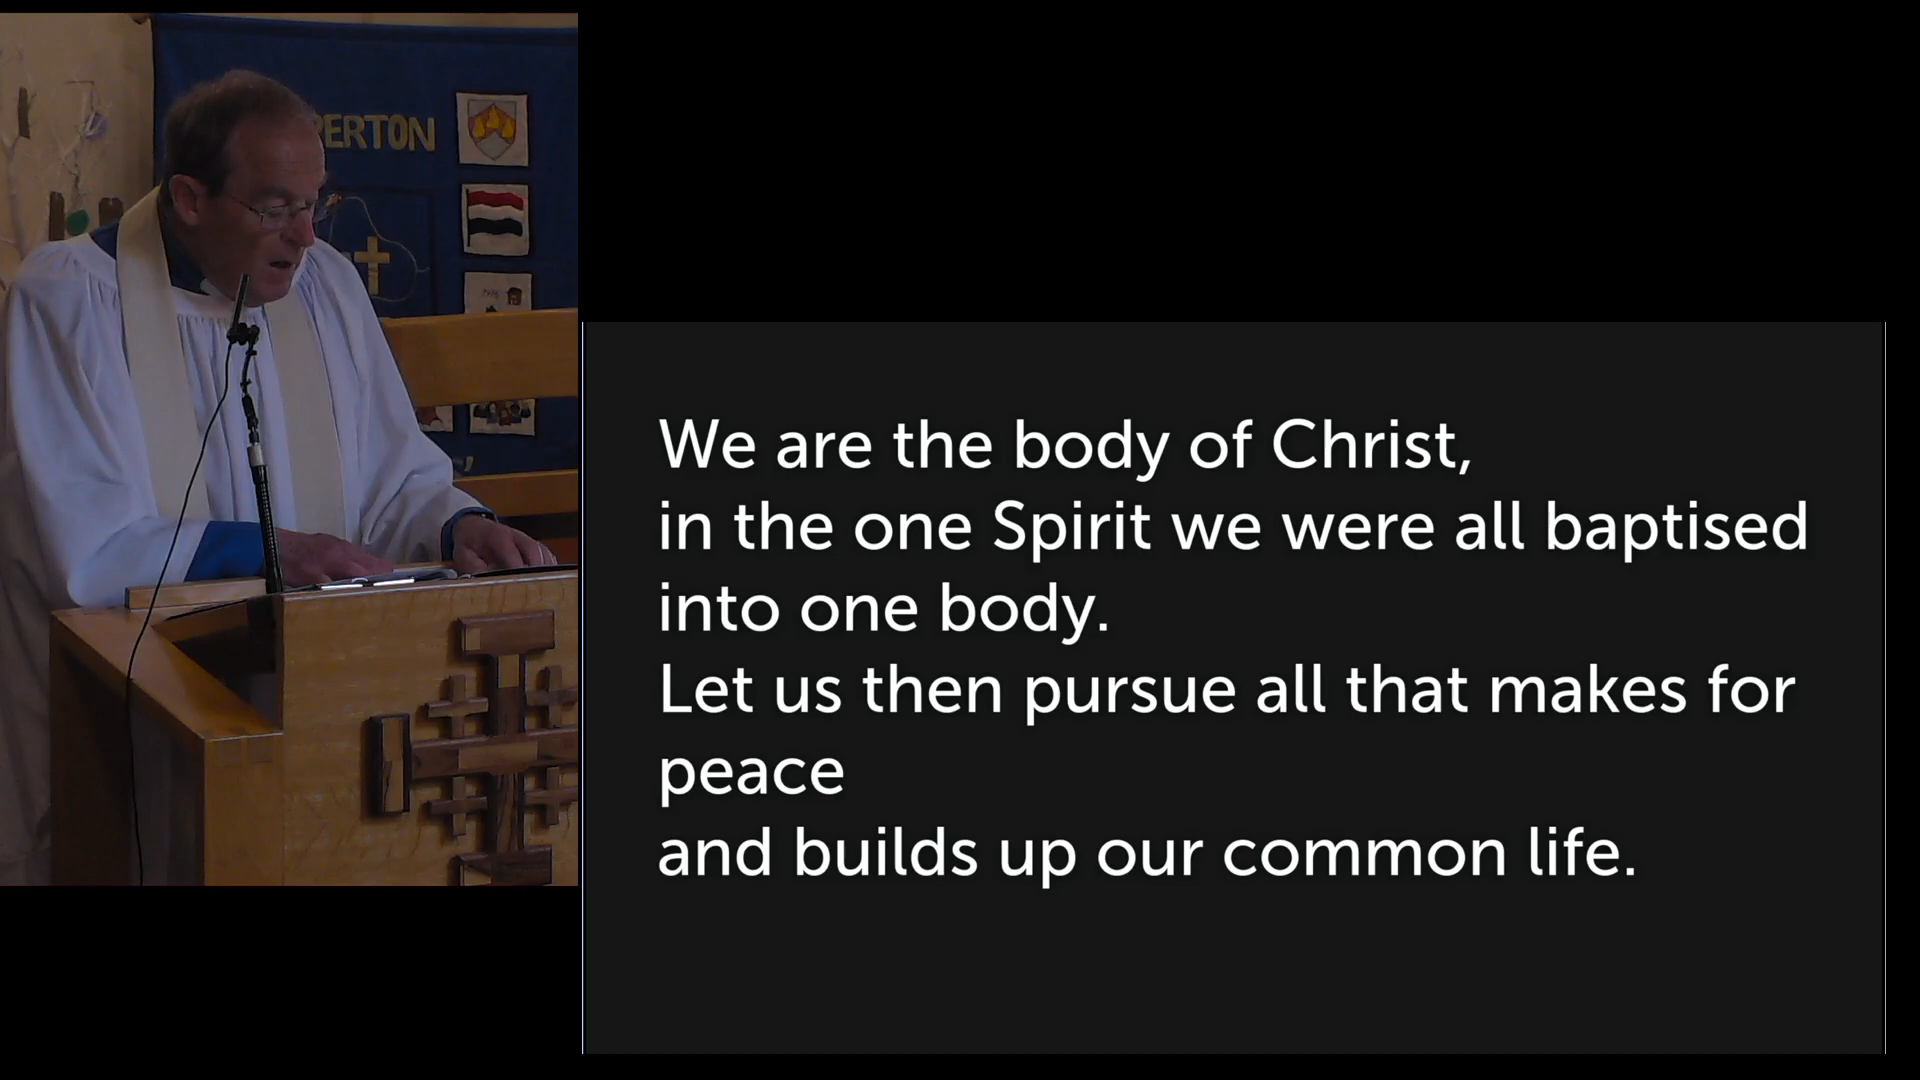 PERTON
We are the body of Christ,
in the one Spirit we were all baptised
into one body.
Let us then pursue all that makes for
peace
and builds up our common life.